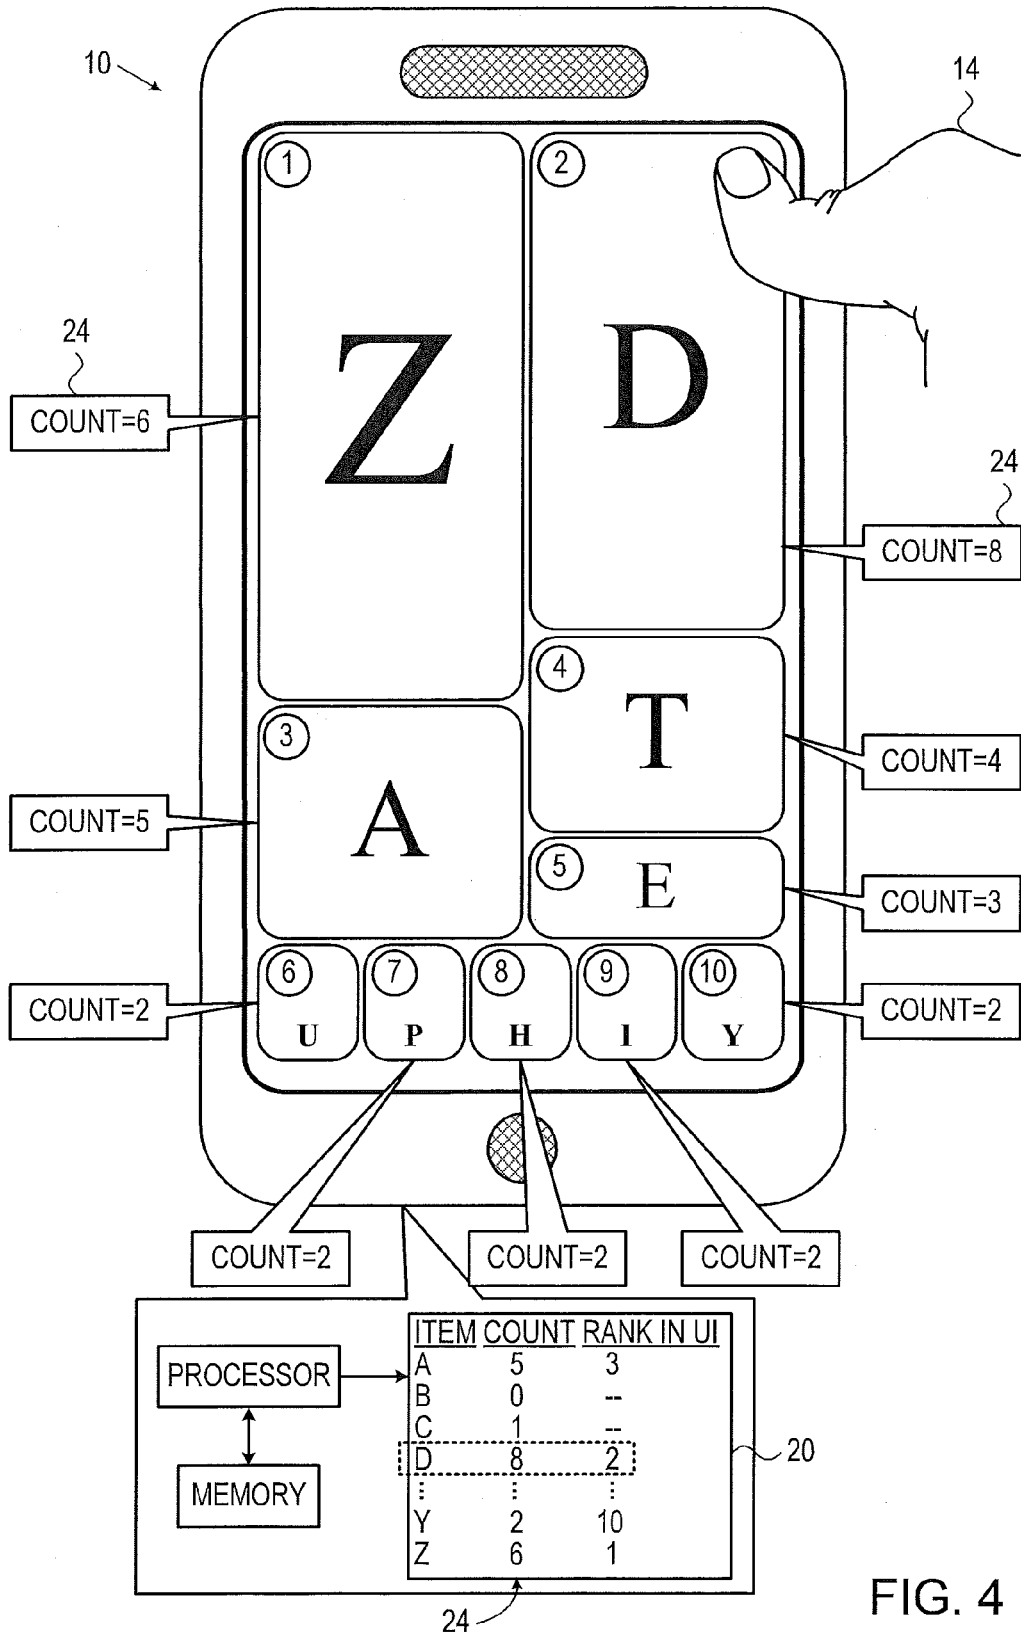 10
14
1
2
Z
D
24
COUNT=6
24
COUNT=8
4
T
3
A
COUNT=4
COUNT=5
5
E
COUNT=3
6
7
8
9
10
U
P
H
I
Y
COUNT=2
COUNT=2
COUNT=2
COUNT=2
COUNT=2
ITEM COUNT RANK IN UI
A 5 3
B 0 --
C 1 --
D 8 2
⋮ ⋮ ⋮
Y 2 10
Z 6 1
PROCESSOR
MEMORY
20
24
FIG. 4